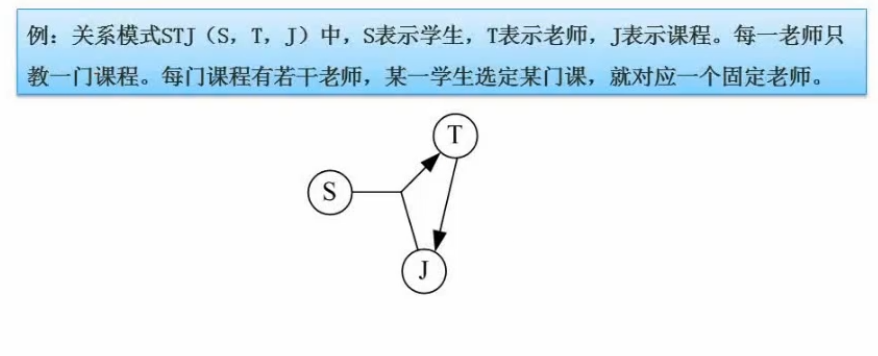 例：关系模式STJ（S，T，J）中，S表示学生，T表示老师，J表示课程。每一老师只
教一门课程。每门课程有若干老师，某一学生选定某门课，就对应一个固定老师。
T
S
J